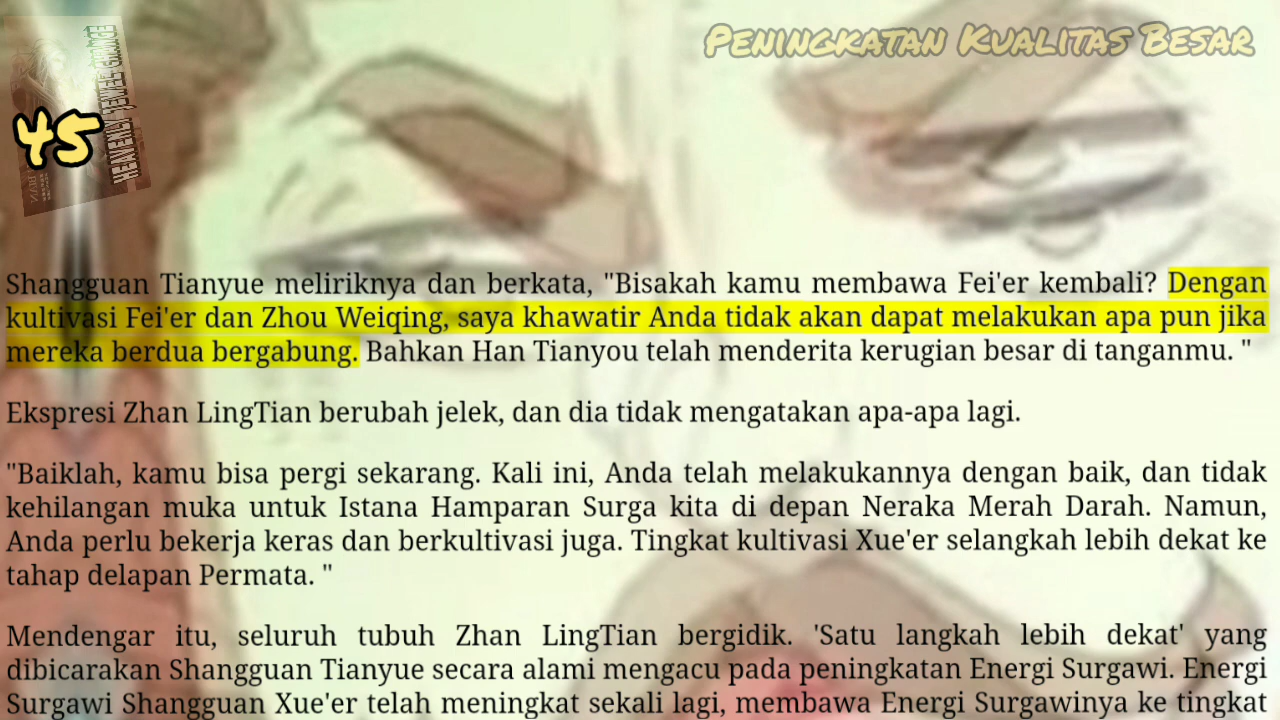 Peningkatan Kualitas Besar
HEAVENLY JEWEL CHANGE
45
Shangguan Tianyue meliriknya dan berkata, "Bisakah kamu membawa Fei'er kembali? Dengan
kultivasi Fei'er dan Zhou Weiqing, saya khawatir Anda tidak akan dapat melakukan apa pun jika
mereka berdua bergabung. Bahkan Han Tianyou telah menderita kerugian besar di tanganmu. "
Ekspresi Zhan LingTian berubah jelek, dan dia tidak mengatakan apa-apa lagi.
"Baiklah, kamu bisa pergi sekarang. Kali ini, Anda telah melakukannya dengan baik, dan tidak
kehilangan muka untuk Istana Hamparan Surga kita di depan Neraka Merah Darah. Namun,
Anda perlu bekerja keras dan berkultivasi juga. Tingkat kultivasi Xue'er selangkah lebih dekat ke
tahap delapan Permata. "
Mendengar itu, seluruh tubuh Zhan LingTian bergidik. 'Satu langkah lebih dekat' yang
dibicarakan Shangguan Tianyue secara alami mengacu pada peningkatan Energi Surgawi. Energi
Surgawi Shangguan Xue'er telah meningkat sekali lagi, membawa Energi Surgawinya ke tingkat